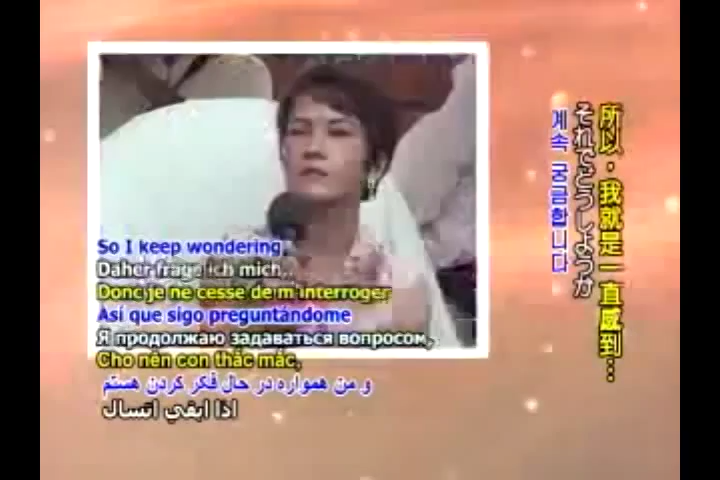 So I keep wondering,
Daher frage ich mich..
Donc je ne cesse de m'interroger
Así que sigo preguntándome
Я продолжаю задаваться вопросом,
Cho nên con thắc mắc,
و من همواره در حال فکر کردن هستم
اذا ابقي اتسال
所以，我就是一直感到…
それでどうしようか
계속 궁금합니다